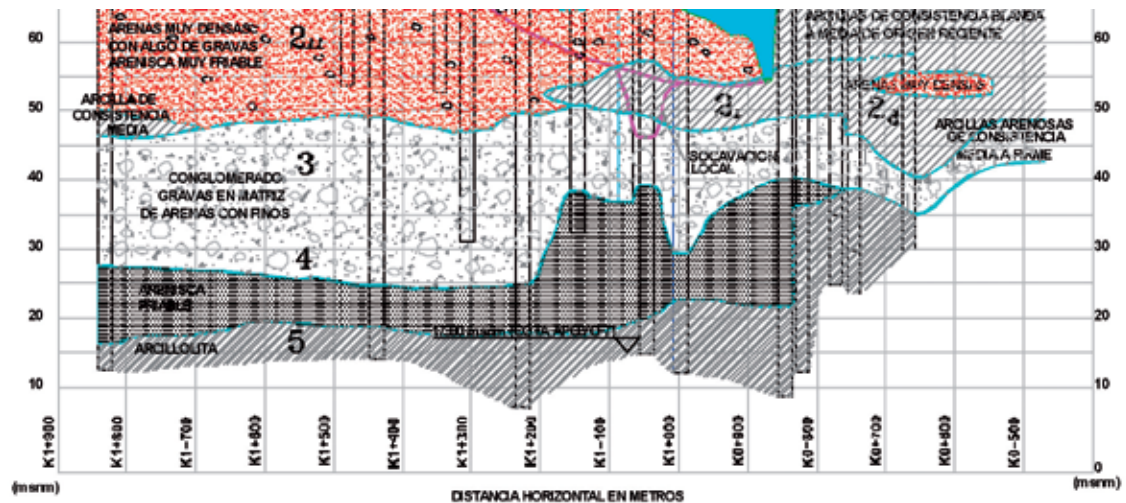 60
ARENAS MUY DENSAS
CON ALGO DE GRAVAS
ARENISCA MUY FRIABLE
2μ
ARCILLAS DE CONSISTENCIA BLANDA
A MEDIA DE ORIGEN RECIENTE
60
50
ARCILLA DE
CONSISTENCIA
MEDIA
ARENAS MUY DENSAS
50
ARCILLAS ARENOSAS
DE CONSISTENCIA
MEDIA A FIRME
3
SOCAVACION
LOCAL
40
CONGLOMERADO
GRAVAS EN MATRIZ
DE ARENAS CON FINOS
40
30
4
30
ARENISCA
FRIABLE
20
20
ARCILLOLITA
5
10
10
K1+900
K1+800
K1-700
K1+600
K1+500
K1+400
K1+300
K1+200
K1-100
K1+000
K0+900
K0-800
K0+700
K0+600
K0-500
0
(msnm)
DISTANCIA HORIZONTAL EN METROS
(msnm)